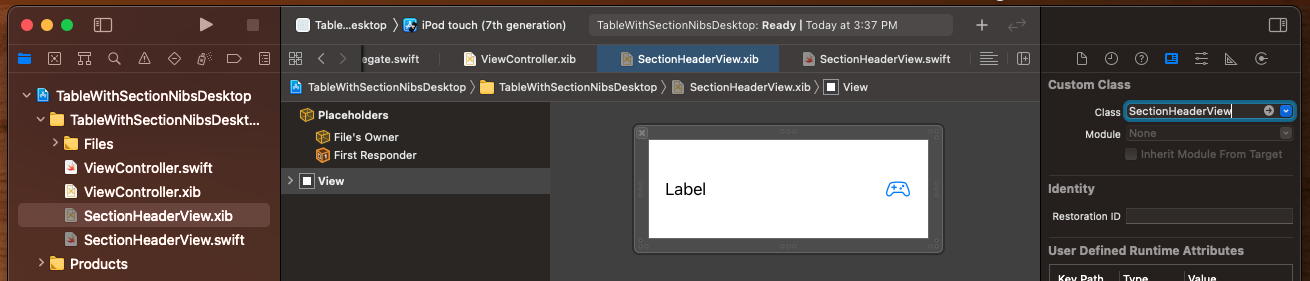 Table...esktop
iPod touch (7th generation)
TableWithSectionNibsDesktop: Ready | Today at 3:37 PM
egate.swift
ViewController.xib
SectionHeaderView.xib
SectionHeaderView.swift
TableWithSectionNibsDesktop
TableWithSectionNibsDeskt...
Files
ViewController.swift
ViewController.xib
SectionHeaderView.xib
SectionHeaderView.swift
Products
TableWithSectionNibsDesktop
TableWithSectionNibsDesktop
SectionHeaderView.xib
View
Placeholders
File's Owner
First Responder
View
Label
Custom Class
Class SectionHeaderView
Module None
Inherit Module From Target
Identity
Restoration ID
User Defined Runtime Attributes
Key Path Type Value